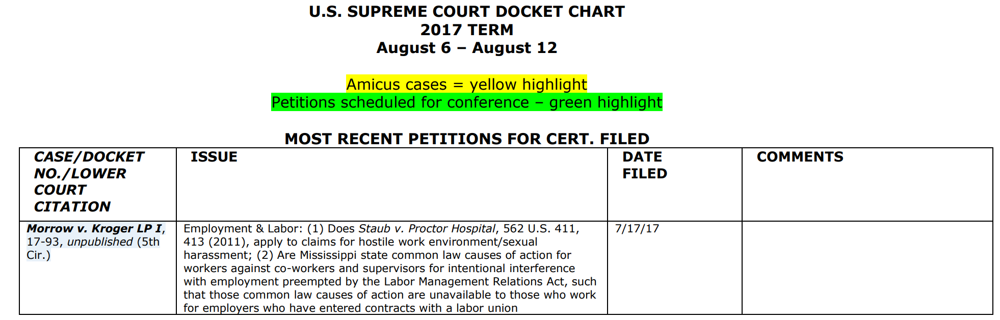 U.S. SUPREME COURT DOCKET CHART
2017 TERM
August 6 – August 12
Amicus cases = yellow highlight
Petitions scheduled for conference – green highlight
MOST RECENT PETITIONS FOR CERT. FILED
CASE/DOCKET
NO./LOWER
COURT
CITATION
ISSUE
DATE
FILED
COMMENTS
Morrow v. Kroger LP I,
17-93, unpublished (5th
Cir.)
Employment & Labor: (1) Does Staub v. Proctor Hospital, 562 U.S. 411,
413 (2011), apply to claims for hostile work environment/sexual
harassment; (2) Are Mississippi state common law causes of action for
workers against co-workers and supervisors for intentional interference
with employment preempted by the Labor Management Relations Act, such
that those common law causes of action are unavailable to those who work
for employers who have entered contracts with a labor union
7/17/17